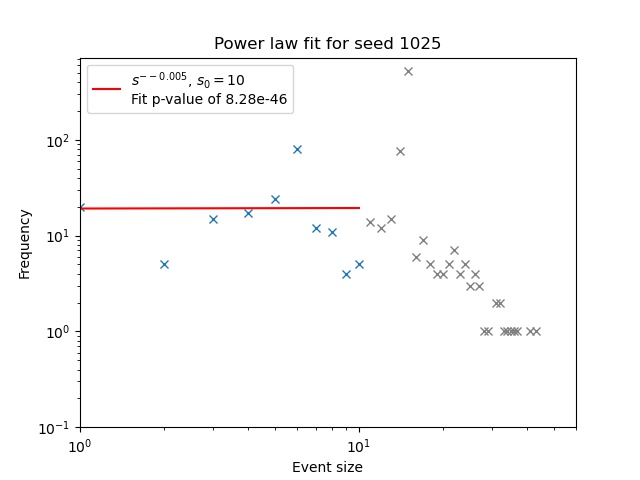 Power law fit for seed 1025
s^{--0.005}, s_0 = 10
Fit p-value of 8.28e-46
Frequency
10^2
10^1
10^0
10^{-1}
10^0
10^1
Event size